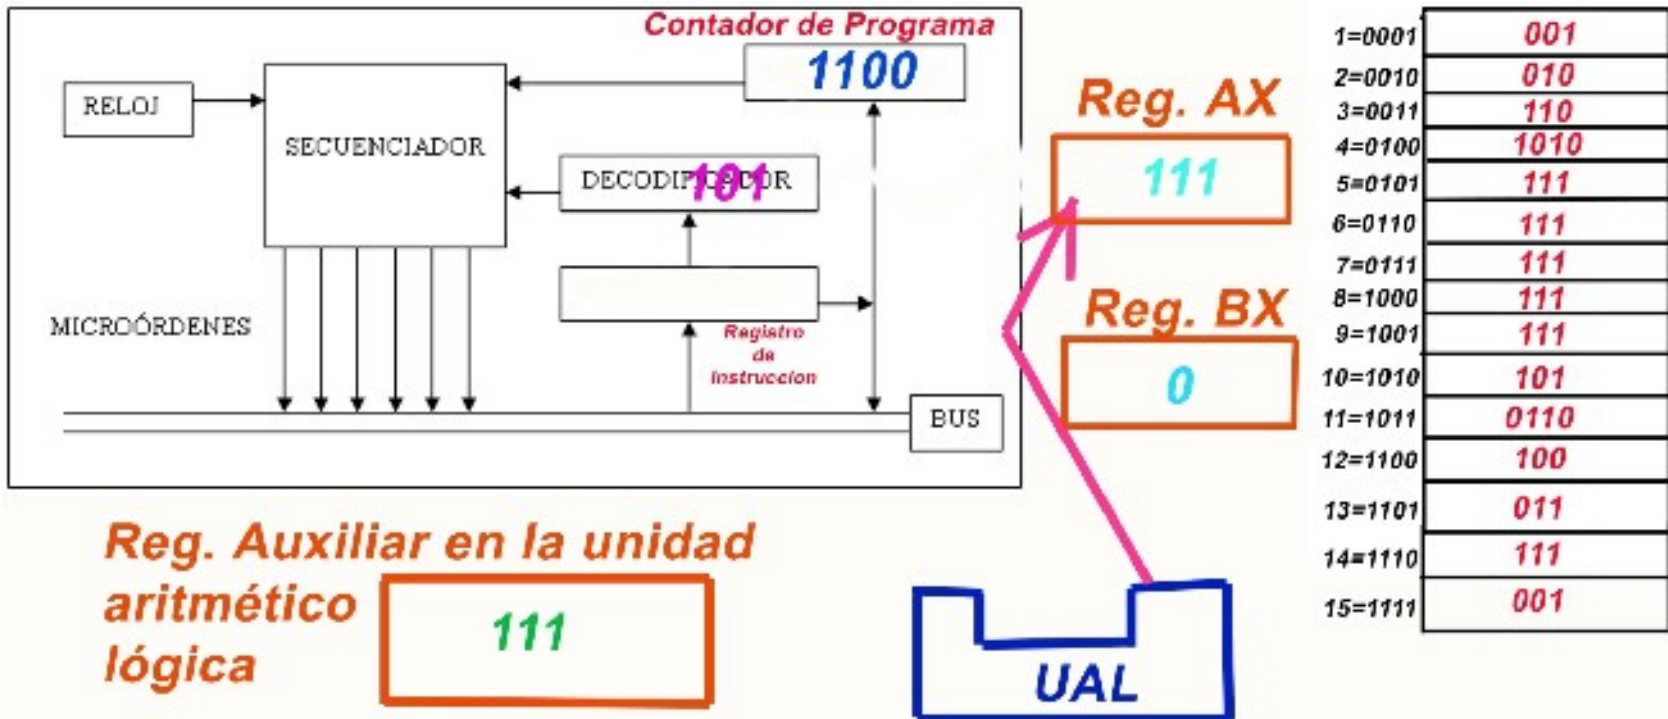 Contador de Programa
1100
RELOJ
SECUENCIADOR
DECODIFICADOR
101
MICROÓRDENES
Registro
de
Instruccion
BUS
Reg. AX
111
Reg. BX
0
Reg. Auxiliar en la unidad
aritmético
lógica
111
UAL
1=0001 001
2=0010 010
3=0011 110
4=0100 1010
5=0101 111
6=0110 111
7=0111 111
8=1000 111
9=1001 111
10=1010 101
11=1011 0110
12=1100 100
13=1101 011
14=1110 111
15=1111 001